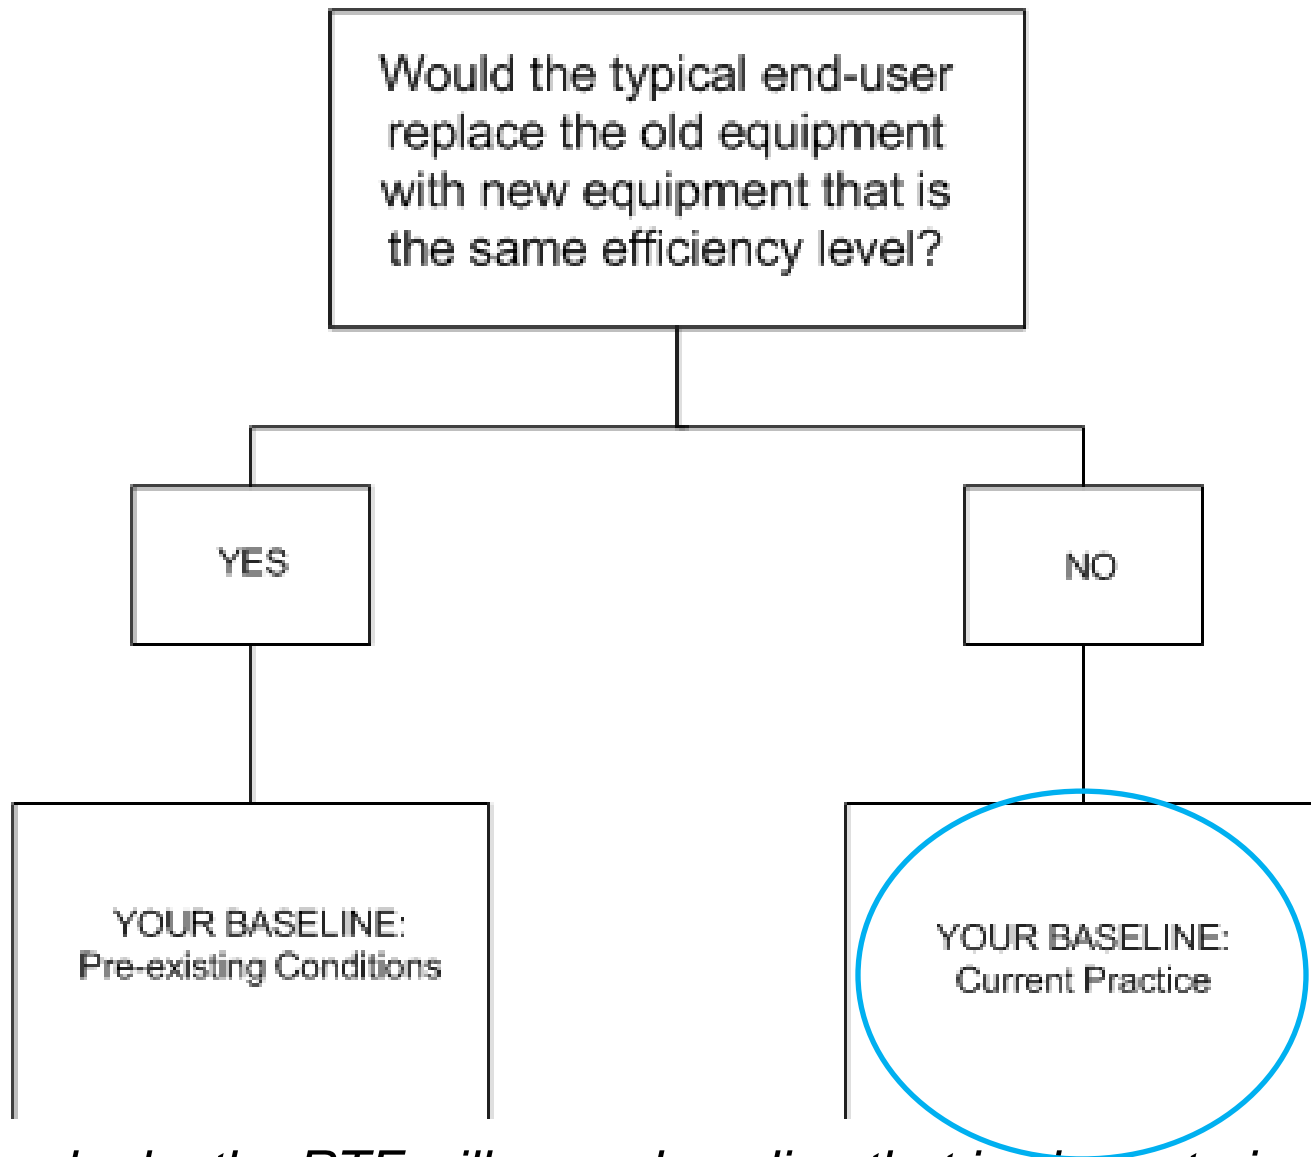 Would the typical end-user
replace the old equipment
with new equipment that is
the same efficiency level?
YES
NO
YOUR BASELINE:
Pre-existing Conditions
YOUR BASELINE:
Current Practice